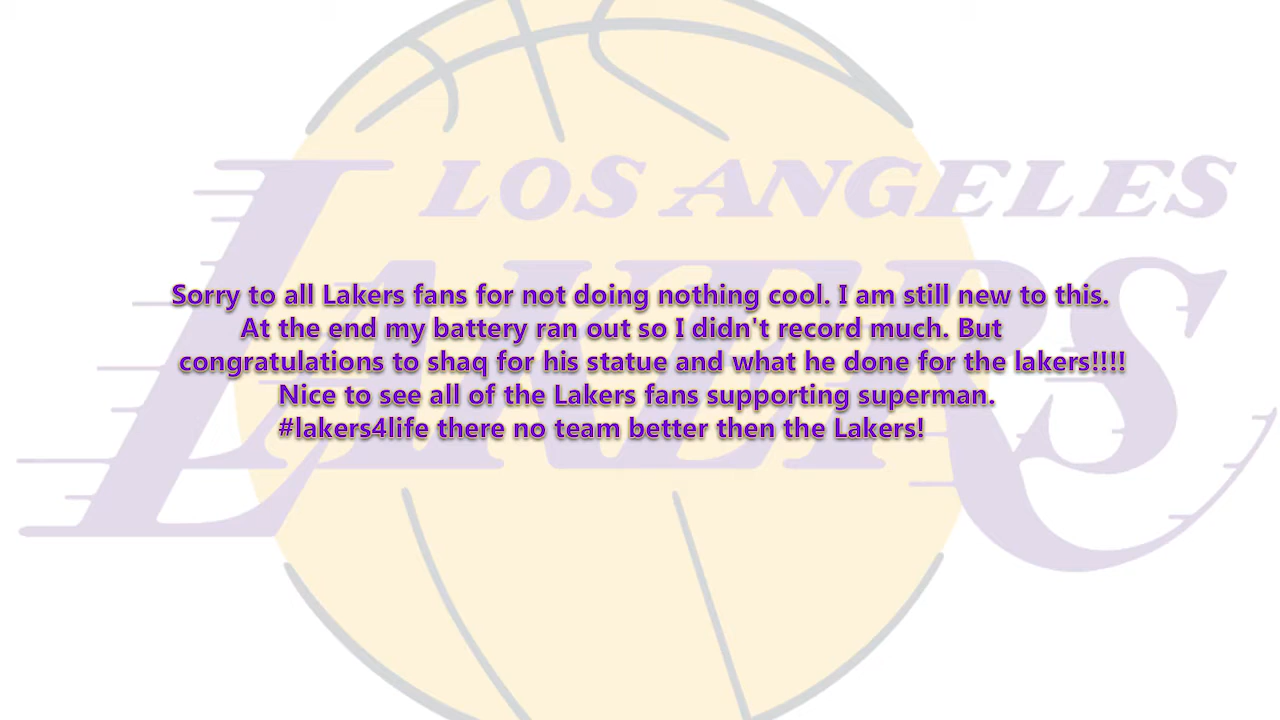 LOS ANGELES
LAKERS
Sorry to all Lakers fans for not doing nothing cool. I am still new to this.
At the end my battery ran out so I didn't record much. But
congratulations to shaq for his statue and what he done for the lakers!!!!
Nice to see all of the Lakers fans supporting superman.
#lakers4life there no team better then the Lakers!